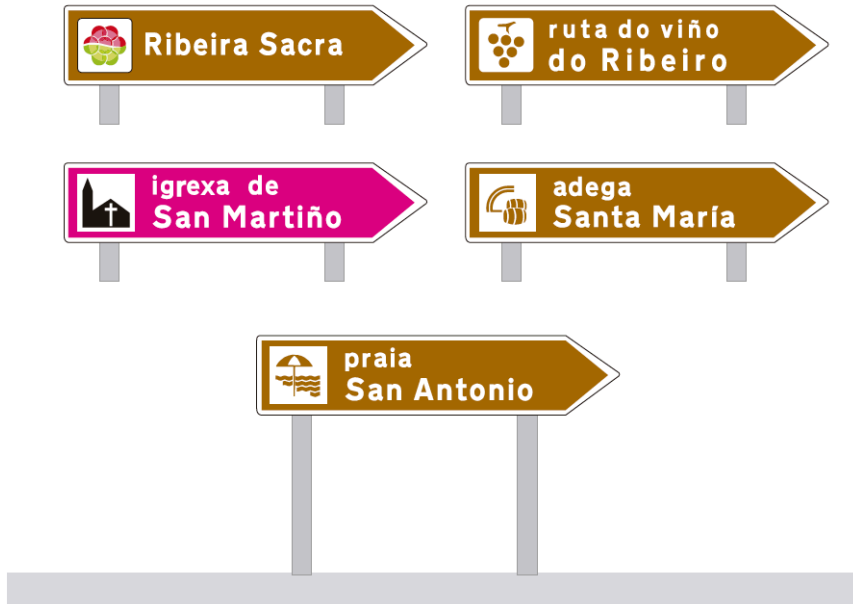 Ribeira Sacra
ruta do viño
do Ribeiro
igrexa de
San Martiño
adega
Santa María
praia
San Antonio